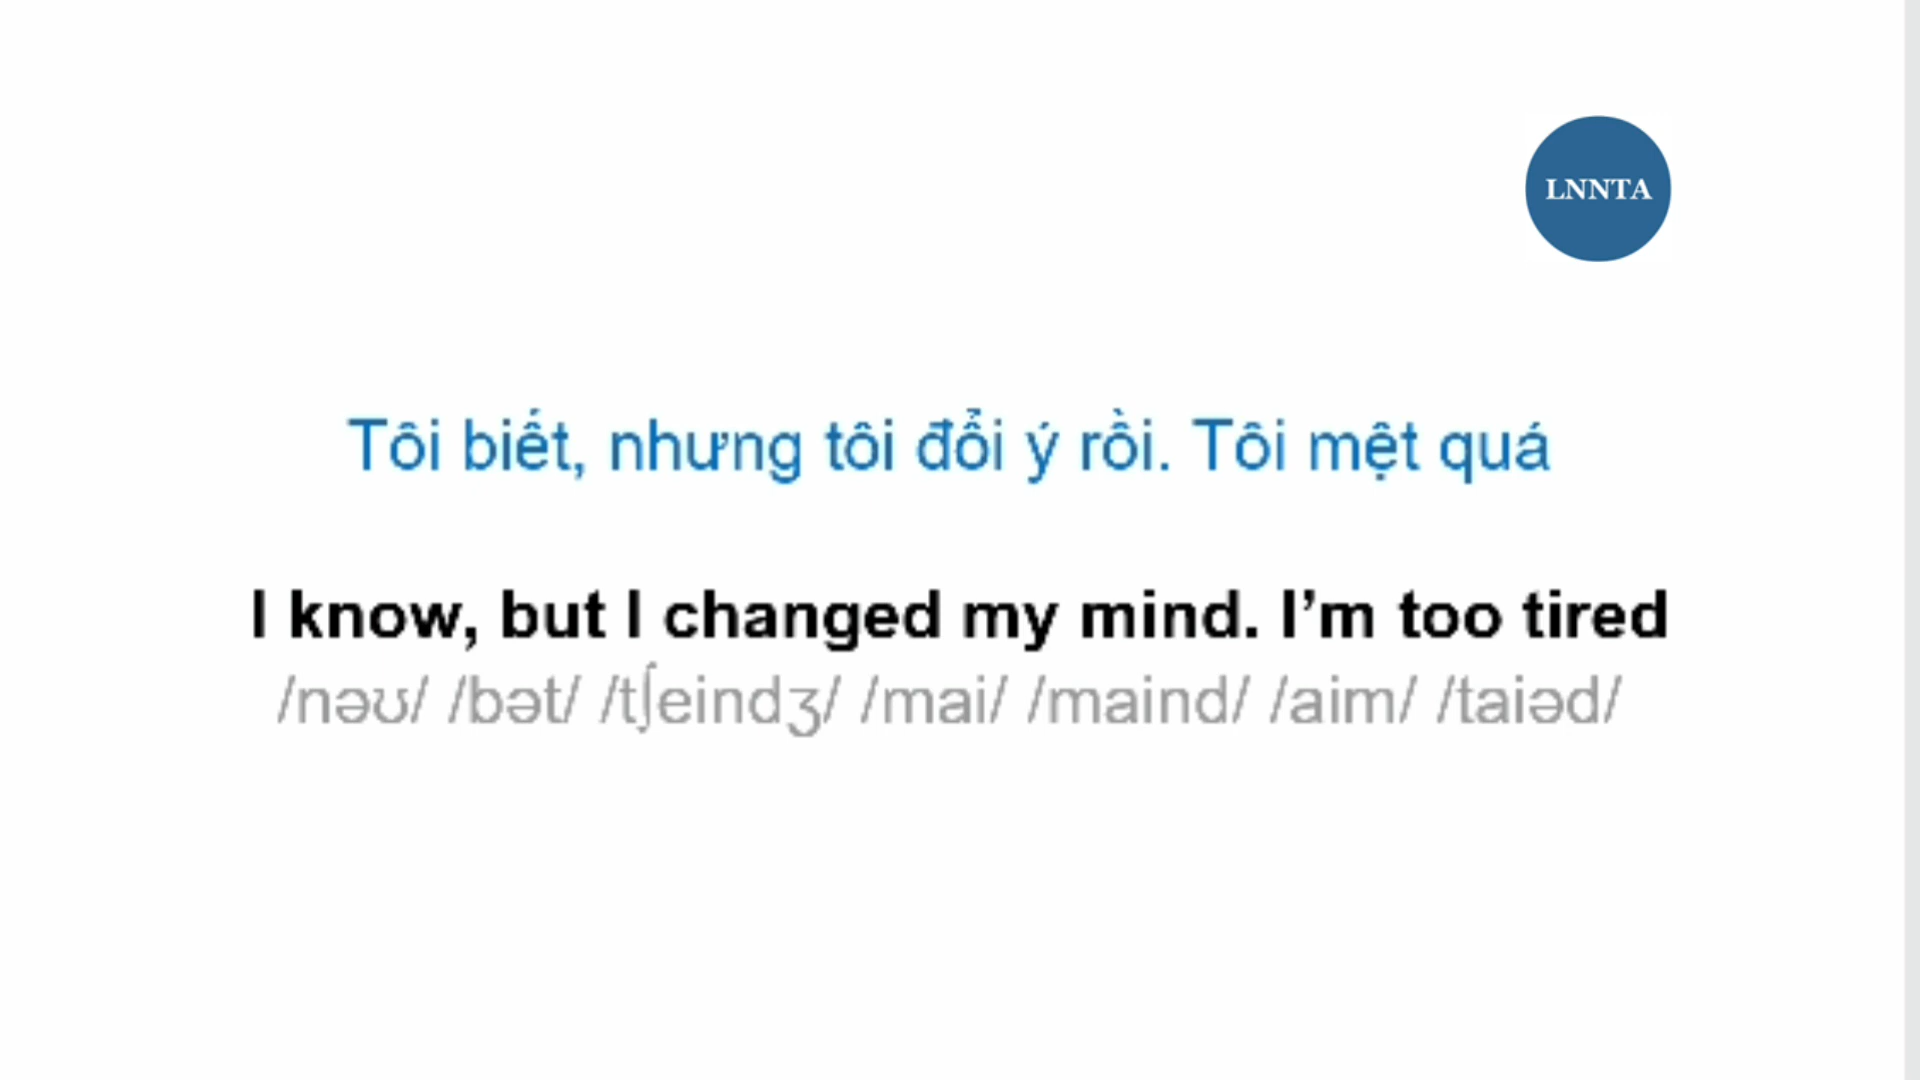 LNNTA
Tôi biết, nhưng tôi đổi ý rồi. Tôi mệt quá
I know, but I changed my mind. I’m too tired
/nəʊ/ /bət/ /tʃeindʒ/ /mai/ /maind/ /aim/ /taiəd/